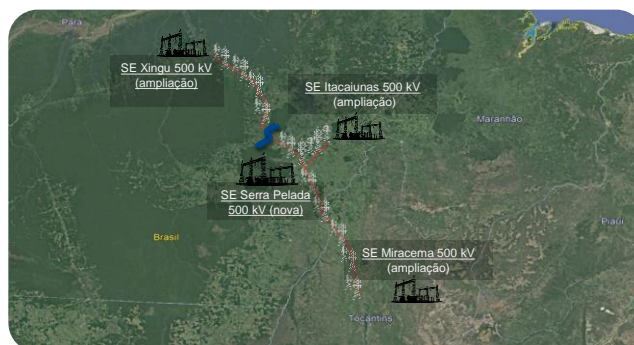 Pará
SE Xingu 500 kV
(ampliação)
SE Itacaiunas 500 kV
(ampliação)
Maranhão
SE Serra Pelada
500 kV (nova)
Piauí
Brasil
SE Miracema 500 kV
(ampliação)
Tocantins